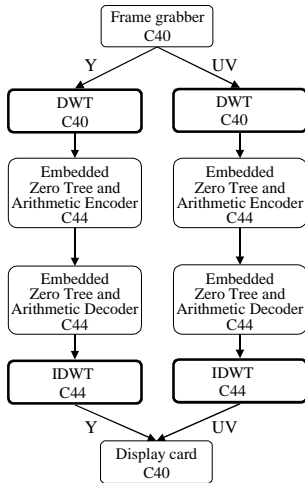 Frame grabber
C40
Y
UV
DWT
C40
DWT
C40
Embedded
Zero Tree and
Arithmetic Encoder
C44
Embedded
Zero Tree and
Arithmetic Encoder
C44
Embedded
Zero Tree and
Arithmetic Decoder
C44
Embedded
Zero Tree and
Arithmetic Decoder
C44
IDWT
C44
IDWT
C44
Y
UV
Display card
C40